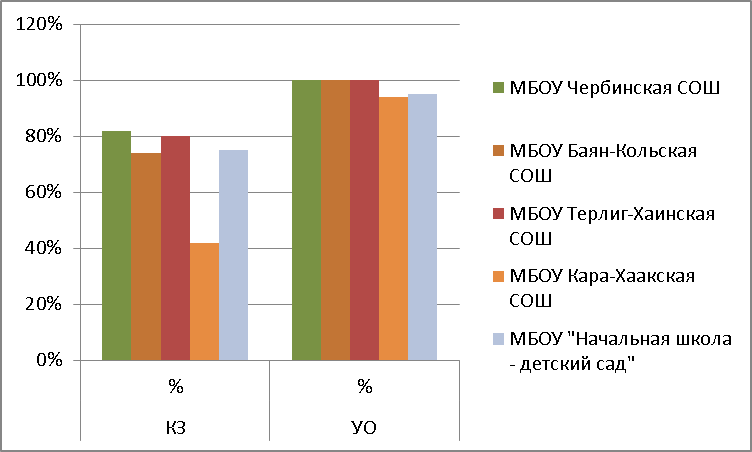 120%
100%
80%
60%
40%
20%
0%
% %
КЗ УО
МБОУ Чербинская СОШ
МБОУ Баян-Кольская
СОШ
МБОУ Терлиг-Хаинская
СОШ
МБОУ Кара-Хаакская
СОШ
МБОУ "Начальная школа
- детский сад"